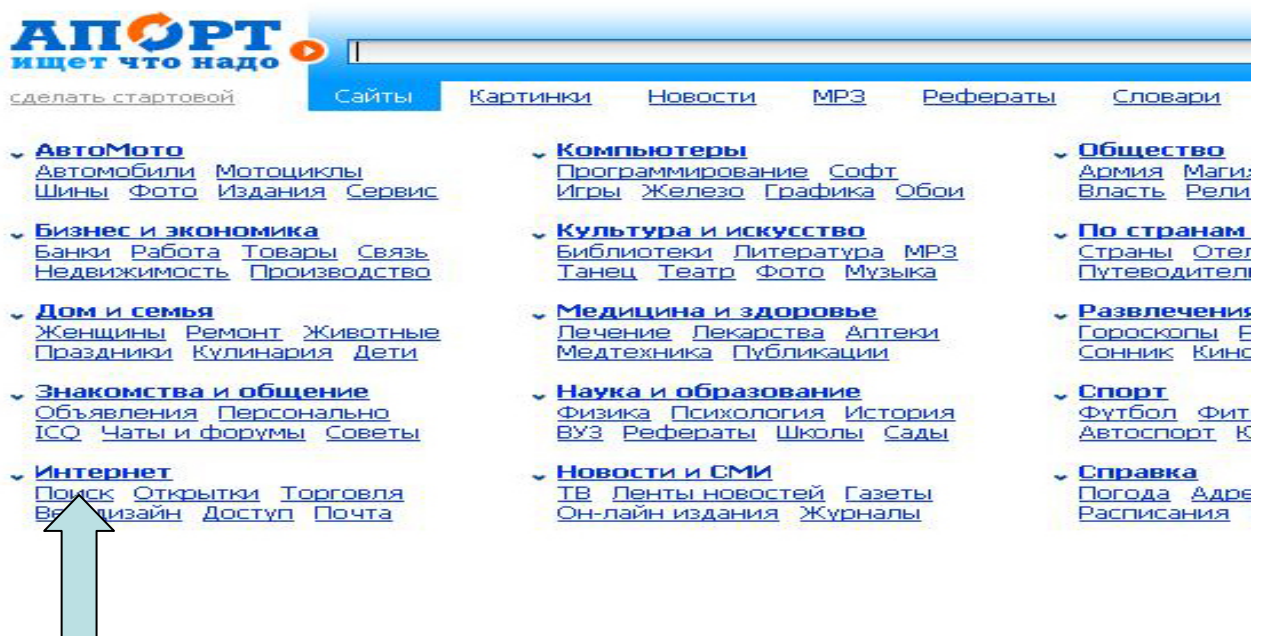 АПОРТ
ищет что надо
сделать стартовой
Сайты Картинки Новости МР3 Рефераты Словари
АвтоМото
Автомобили Мотоциклы
Шины Фото Издания Сервис
Бизнес и экономика
Банки Работа Товары Связь
Недвижимость Производство
Дом и семья
Женщины Ремонт Животные
Праздники Кулинария Дети
Знакомства и общение
Объявления Персонально
ICQ Чаты и форумы Советы
Интернет
Поиск Открытки Торговля
Вебдизайн Доступ Почта
Компьютеры
Программирование Софт
Игры Железо Графика Обои
Культура и искусство
Библиотеки Литература МР3
Танец Театр Фото Музыка
Медицина и здоровье
Лечение Лекарства Аптеки
Медтехника Публикации
Наука и образование
Физика Психология История
ВУЗ Рефераты Школы Сады
Новости и СМИ
ТВ Ленты новостей Газеты
Он-лайн издания Журналы
Общество
Армия
Власть
По странам
Страны
Развлечения
Гороскопы
Сонник
Спорт
Футбол
Автоспорт
Справка
Погода
Расписания